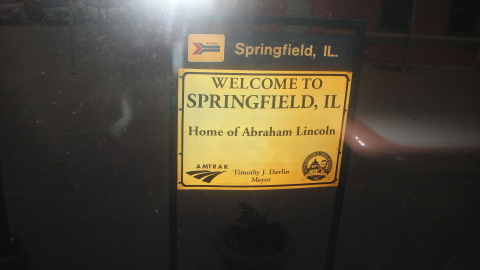 Springfield, IL.
WELCOME TO
SPRINGFIELD, IL
Home of Abraham Lincoln
AMTRAK
Timothy J. Davlin
Mayor